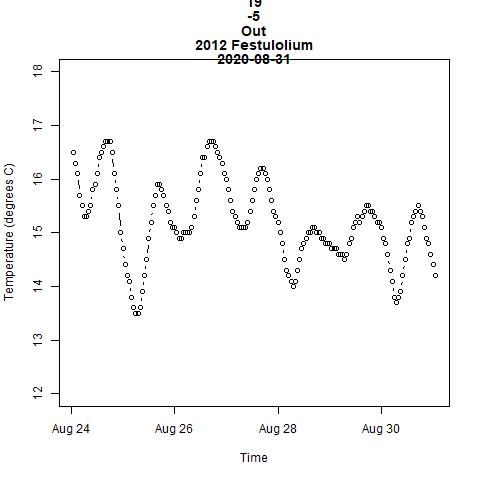 19
-5
Out
2012 Festulolium
2020-08-31
18
17
16
15
14
13
12
Temperature (degrees C)
Aug 24 Aug 26 Aug 28 Aug 30
Time